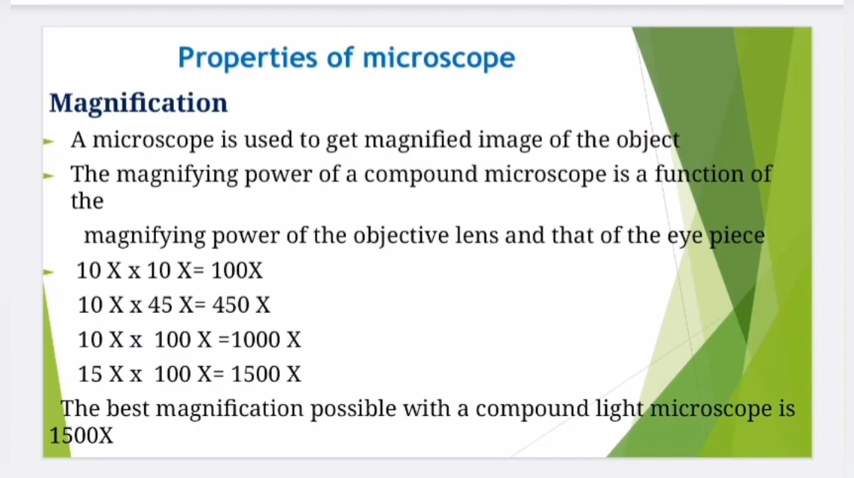 Properties of microscope
Magnification
A microscope is used to get magnified image of the object
The magnifying power of a compound microscope is a function of
the
magnifying power of the objective lens and that of the eye piece
10 X x 10 X= 100X
10 X x 45 X= 450 X
10 X x 100 X =1000 X
15 X x 100 X= 1500 X
The best magnification possible with a compound light microscope is
1500X